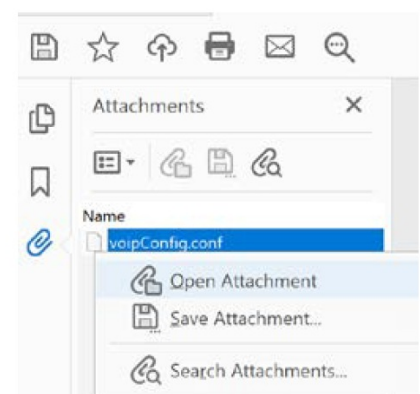 Attachments
Name
voipConfig.conf
Open Attachment
Save Attachment...
Search Attachments...